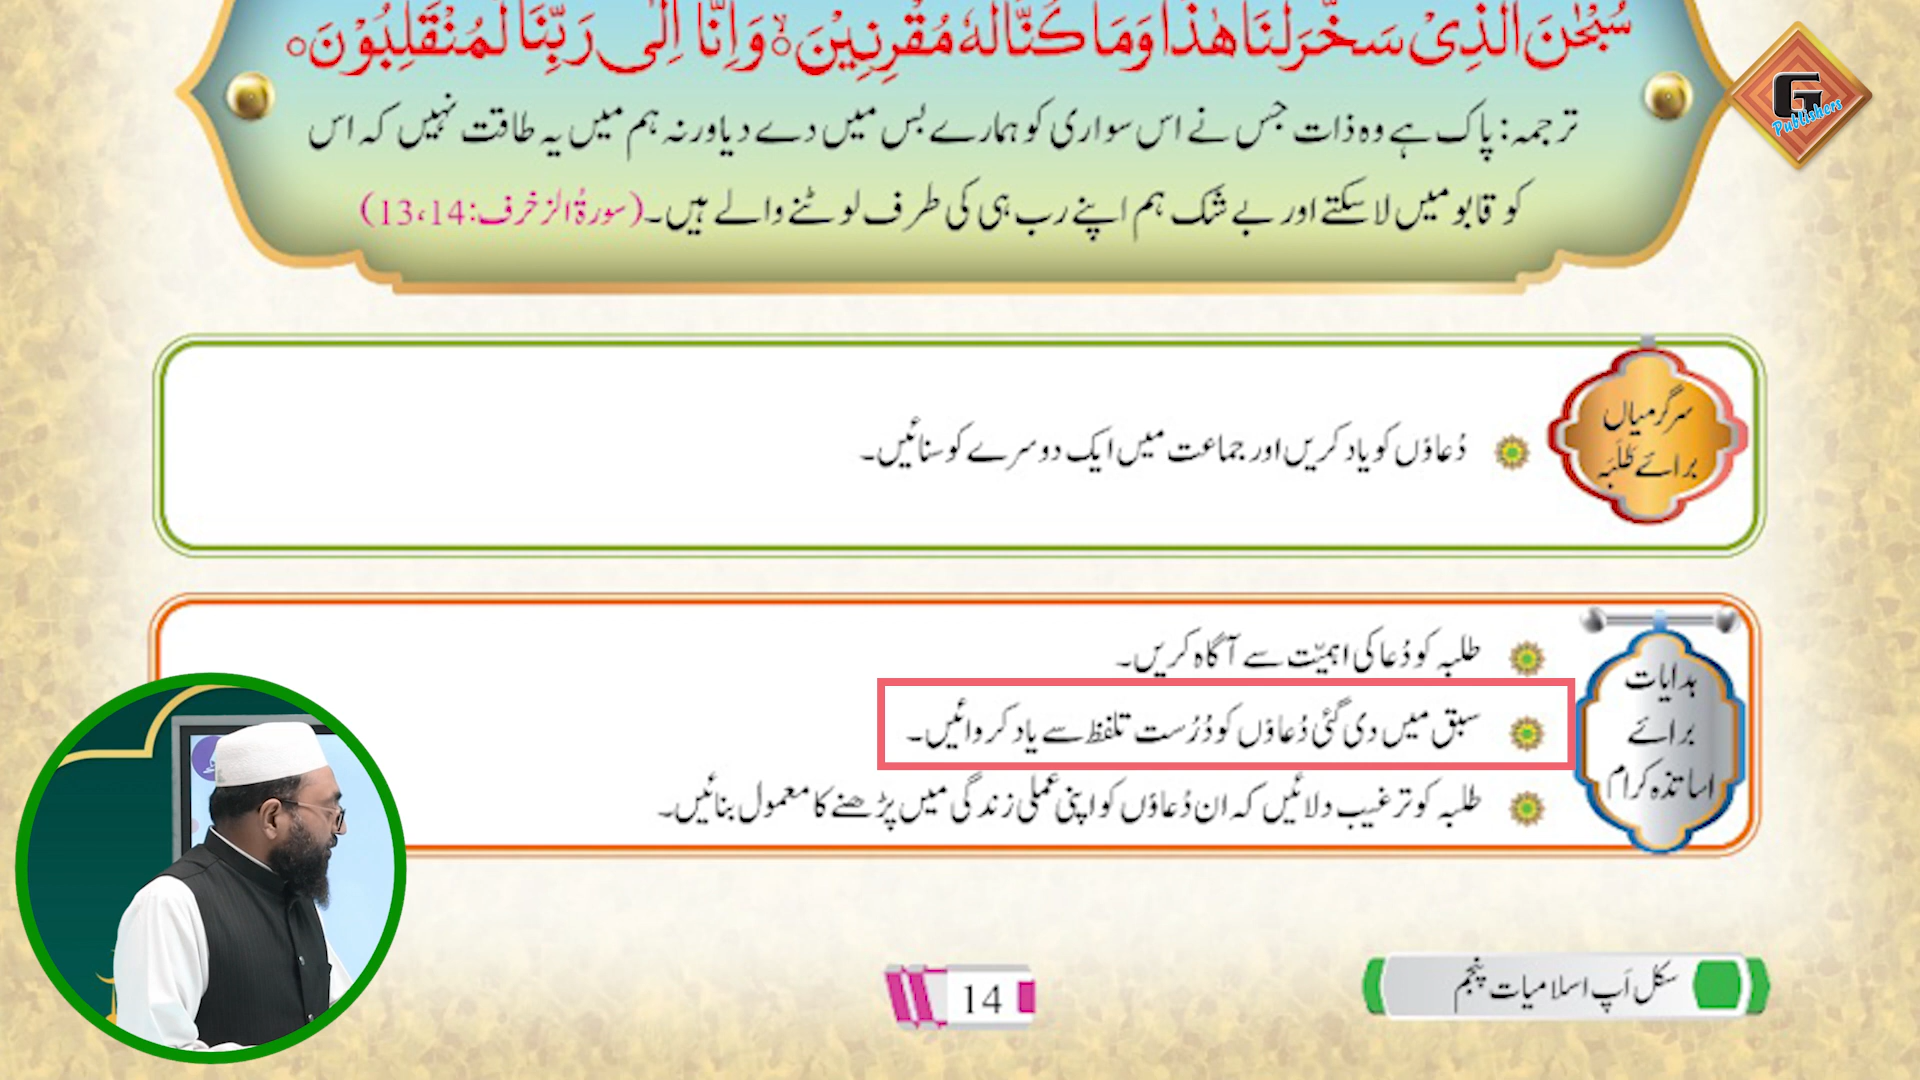 سُبْحٰنَ الَّذِیْ سَخَّرَ لَنَا هٰذَا وَمَا كُنَّا لَهٗ مُقْرِنِیْنَ ۙ وَاِنَّاۤ اِلٰی رَبِّنَا لَمُنْقَلِبُوْنَ ۝
ترجمہ: پاک ہے وہ ذات جس نے اس سواری کو ہمارے بس میں دے دیا ورنہ ہم میں یہ طاقت نہیں کہ اس
کو قابو میں لا سکتے اور بے شک ہم اپنے رب ہی کی طرف لوٹنے والے ہیں۔ (سورۃ الزخرف: 13،14)
G
Publishers
سرگرمیاں
برائے طَلَبَہ
دُعاؤں کو یاد کریں اور جماعت میں ایک دوسرے کو سنائیں۔
ہدایات
برائے
اساتذہ کرام
طلبہ کو دُعا کی اہمیّت سے آگاہ کریں۔
سبق میں دی گئی دُعاؤں کو دُرُست تلفظ سے یاد کروائیں۔
طلبہ کو ترغیب دلائیں کہ ان دُعاؤں کو اپنی عملی زندگی میں پڑھنے کا معمول بنائیں۔
سکل اَپ اسلامیات پنجم
14